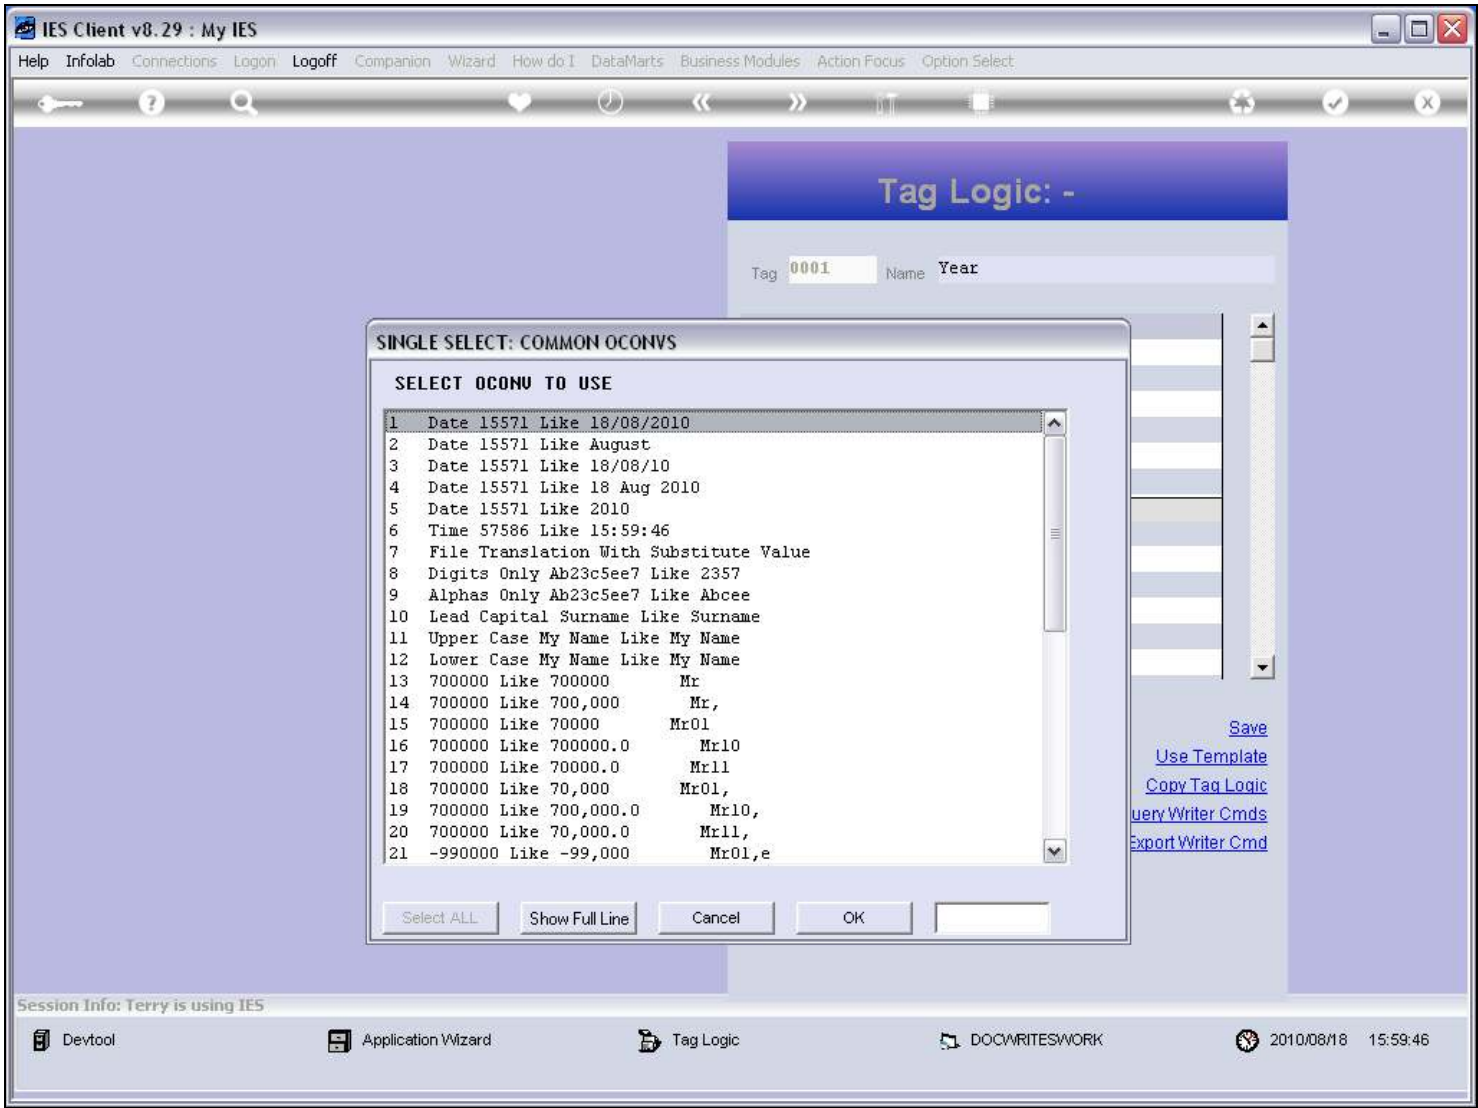 IES Client v8.29 : My IES
Help Infolab Connections Logon Logoff Companion Wizard How do I DataMarts Business Modules Action Focus Option Select
Tag Logic: -
Tag 0001 Name Year
SINGLE SELECT: COMMON OCONVS
SELECT OCONV TO USE
1 Date 15571 Like 18/08/2010
2 Date 15571 Like August
3 Date 15571 Like 18/08/10
4 Date 15571 Like 18 Aug 2010
5 Date 15571 Like 2010
6 Time 57586 Like 15:59:46
7 File Translation With Substitute Value
8 Digits Only Ab23c5ee7 Like 2357
9 Alphas Only Ab23c5ee7 Like Abcee
10 Lead Capital Surname Like Surname
11 Upper Case My Name Like My Name
12 Lower Case My Name Like My Name
13 700000 Like 700000 Mr
14 700000 Like 700,000 Mr,
15 700000 Like 70000 Mr01
16 700000 Like 700000.0 Mr10
17 700000 Like 70000.0 Mr11
18 700000 Like 70,000 Mr01,
19 700000 Like 700,000.0 Mr10,
20 700000 Like 70,000.0 Mr11,
21 -990000 Like -99,000 Mr01,e
Save
Use Template
Copy Tag Logic
uery Writer Cmds
Export Writer Cmd
Select ALL Show Full Line Cancel OK
Session Info: Terry is using IES
Devtool Application Wizard Tag Logic DOCWRITESWORK 2010/08/18 15:59:46